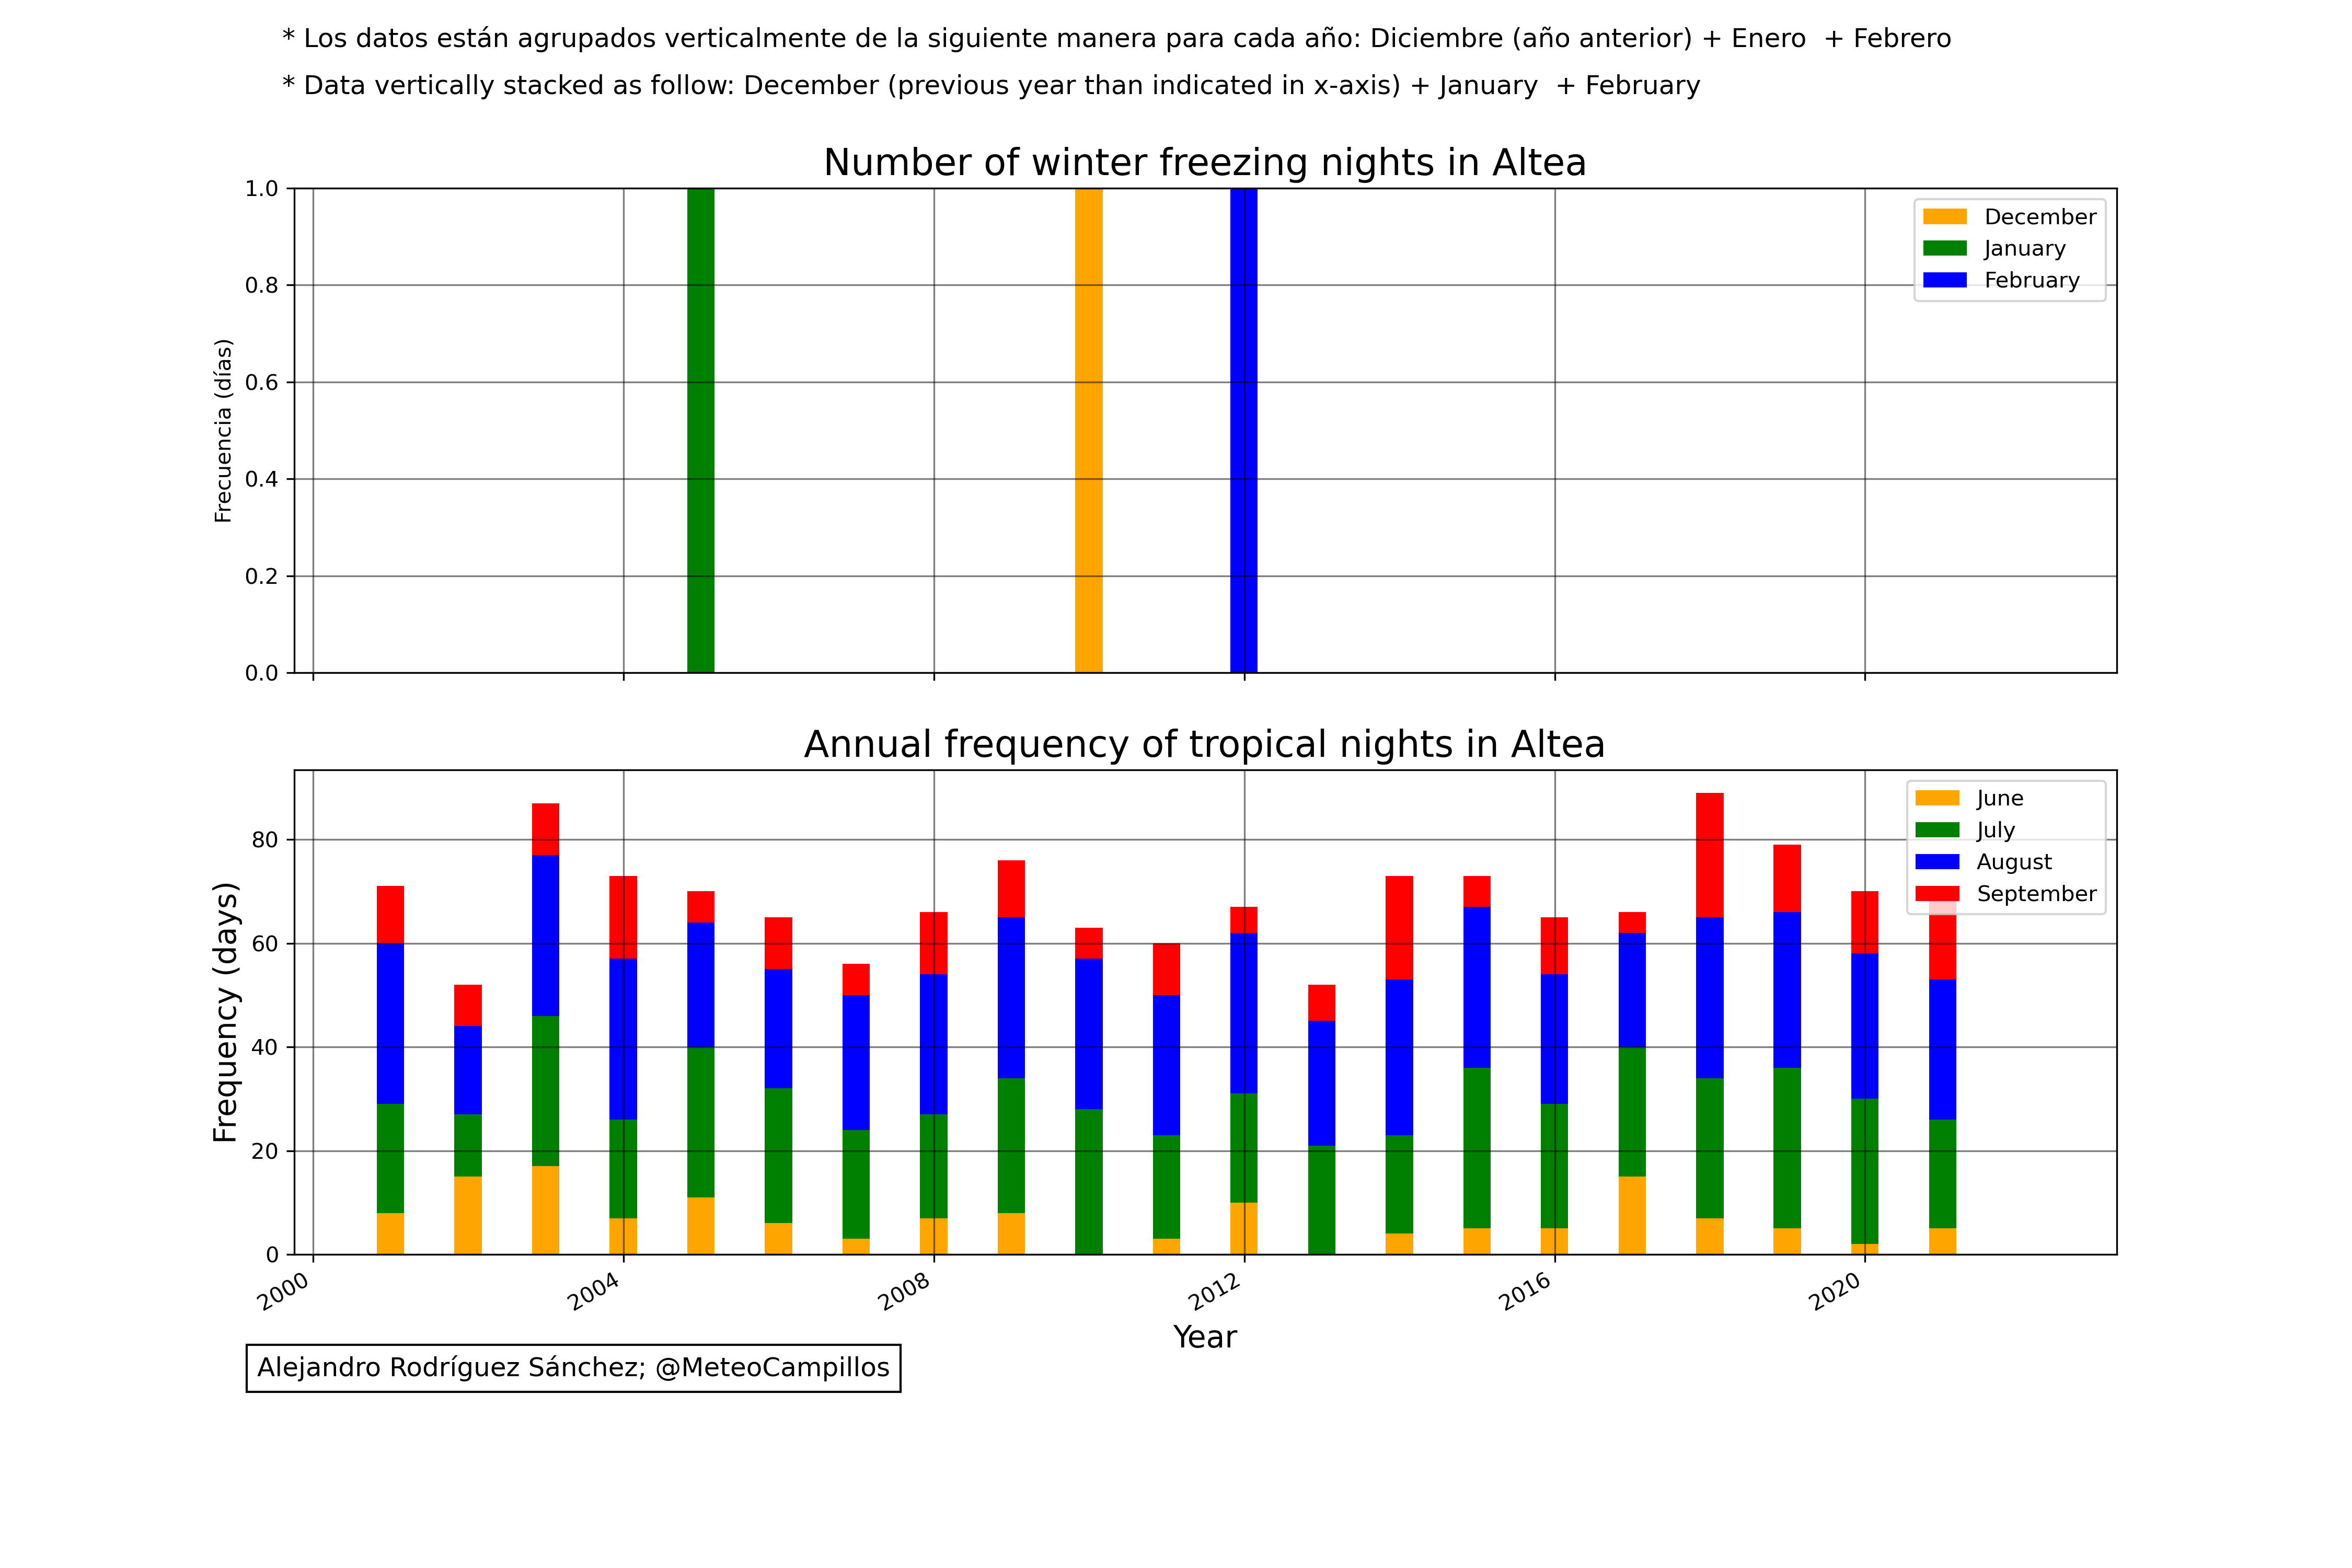 * Los datos están agrupados verticalmente de la siguiente manera para cada año: Diciembre (año anterior) + Enero  + Febrero
* Data vertically stacked as follow: December (previous year than indicated in x-axis) + January  + February
Number of winter freezing nights in Altea
1.0
0.8
0.6
0.4
0.2
0.0
Frecuencia (días)
December
January
February
Annual frequency of tropical nights in Altea
80
60
40
20
0
Frequency (days)
June
July
August
September
2000
2004
2008
2012
2016
2020
Year
Alejandro Rodríguez Sánchez; @MeteoCampillos